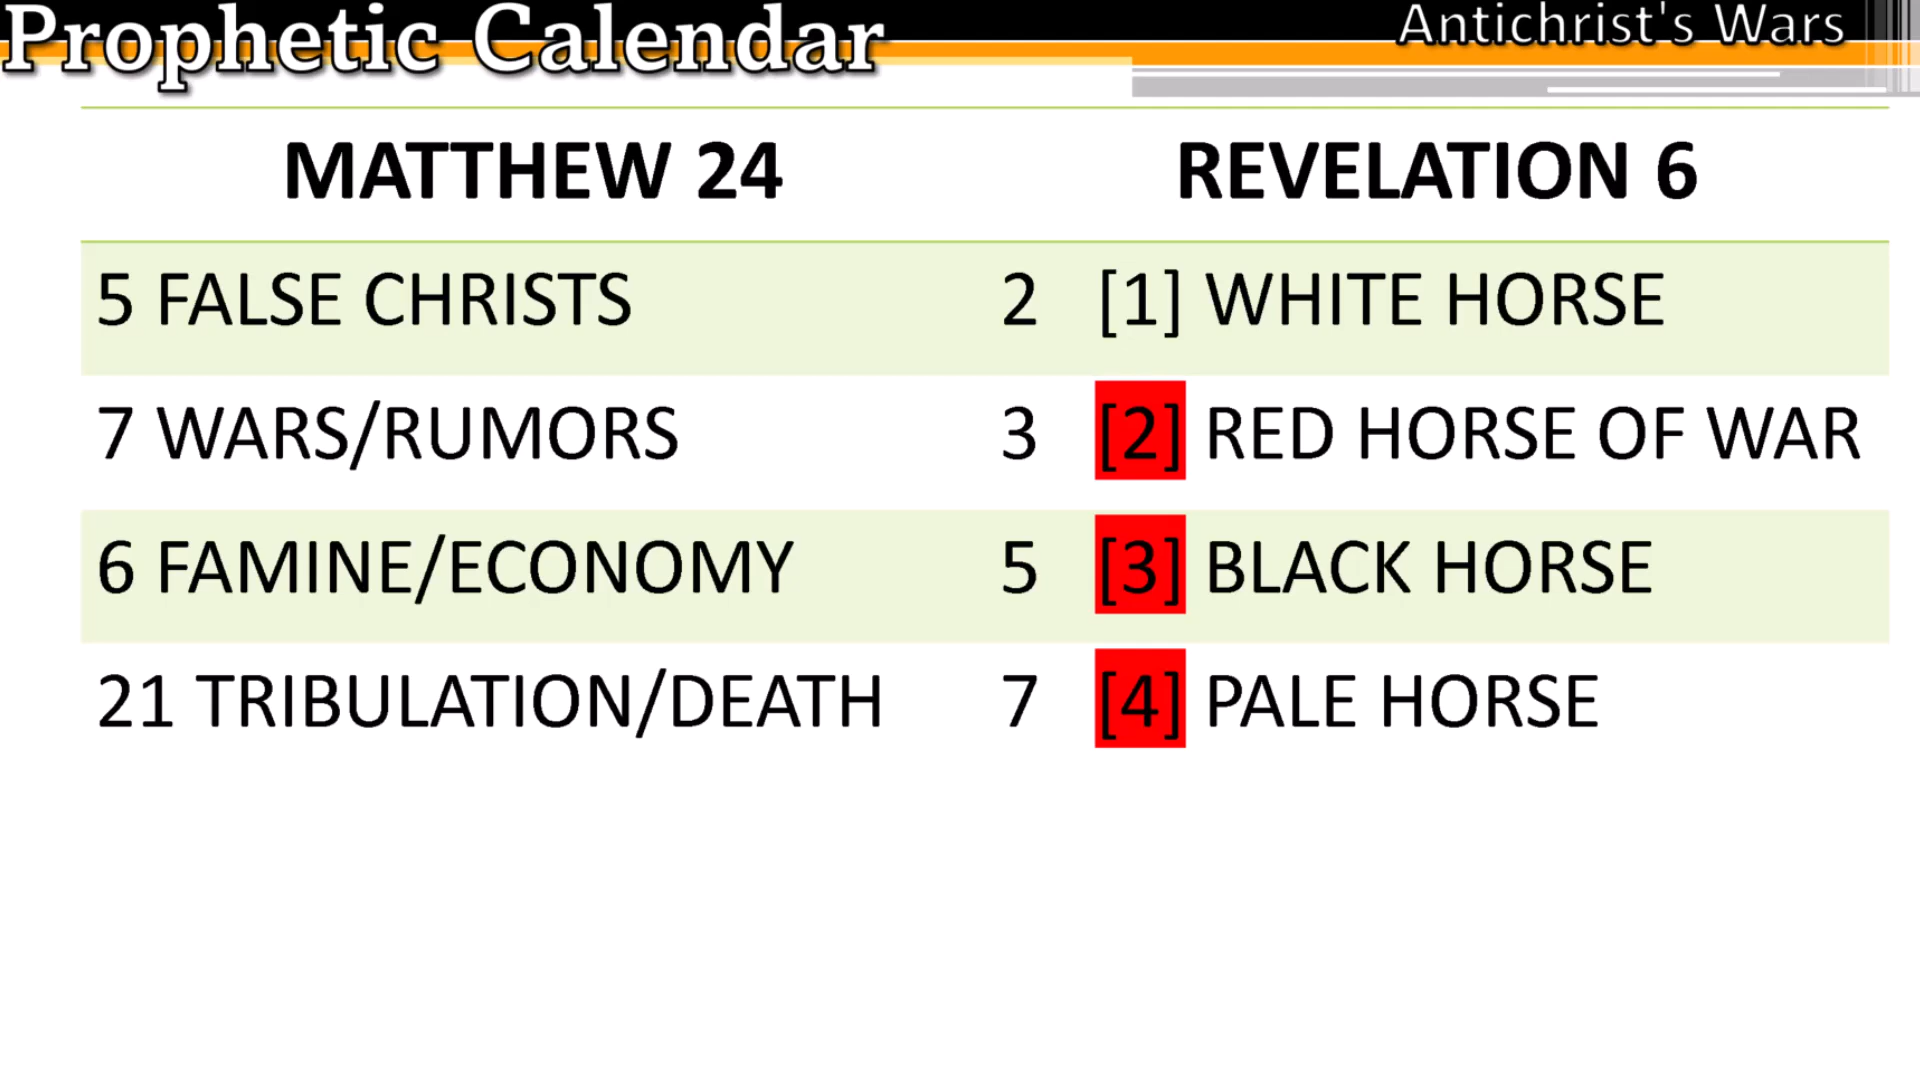 Prophetic Calendar
Antichrist's Wars
MATTHEW 24 REVELATION 6
5 FALSE CHRISTS 2 [1] WHITE HORSE
7 WARS/RUMORS 3 [2] RED HORSE OF WAR
6 FAMINE/ECONOMY 5 [3] BLACK HORSE
21 TRIBULATION/DEATH 7 [4] PALE HORSE